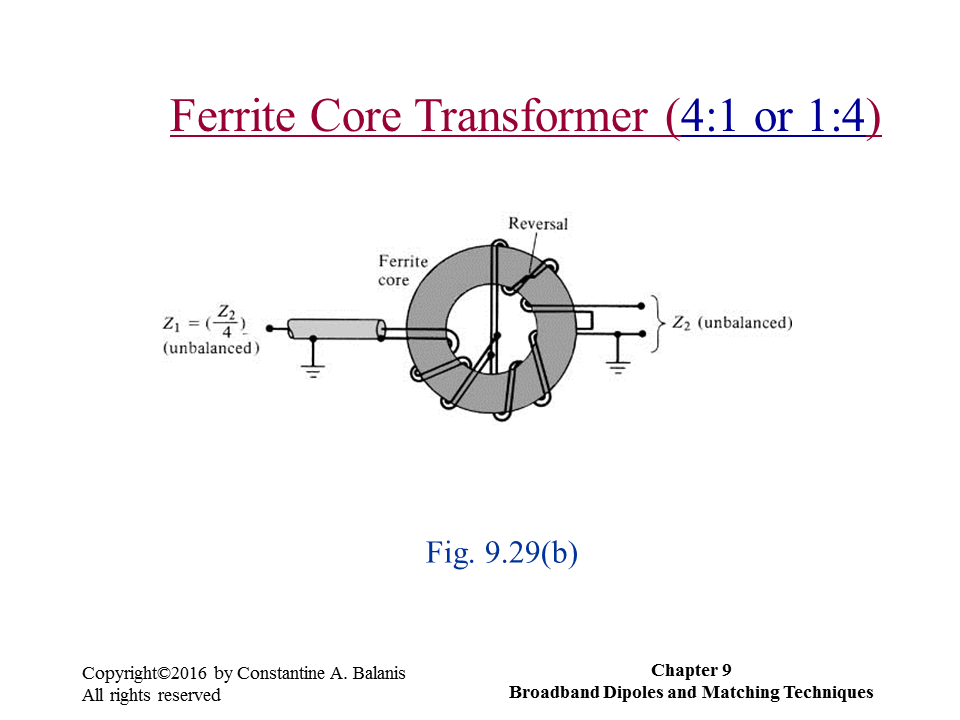 Ferrite Core Transformer (4:1 or 1:4)
Reversal
Ferrite
core
Z₁ = (Z₂/4)
(unbalanced)
Z₂ (unbalanced)
Fig. 9.29(b)
Copyright©2016 by Constantine A. Balanis
All rights reserved
Chapter 9
Broadband Dipoles and Matching Techniques